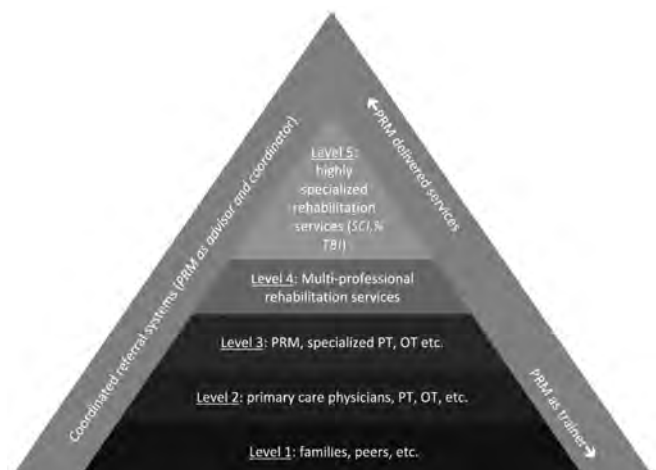 Level 5:
highly
specialized
rehabilitation
services (SCI,%
TBI)
Level 4: Multi-professional
rehabilitation services
Level 3: PRM, specialized PT, OT etc.
Level 2: primary care physicians, PT, OT, etc.
Level 1: families, peers, etc.
Coordinated referral systems (PRM as advisor and coordinator)
PRM delivered services
PRM as trainer